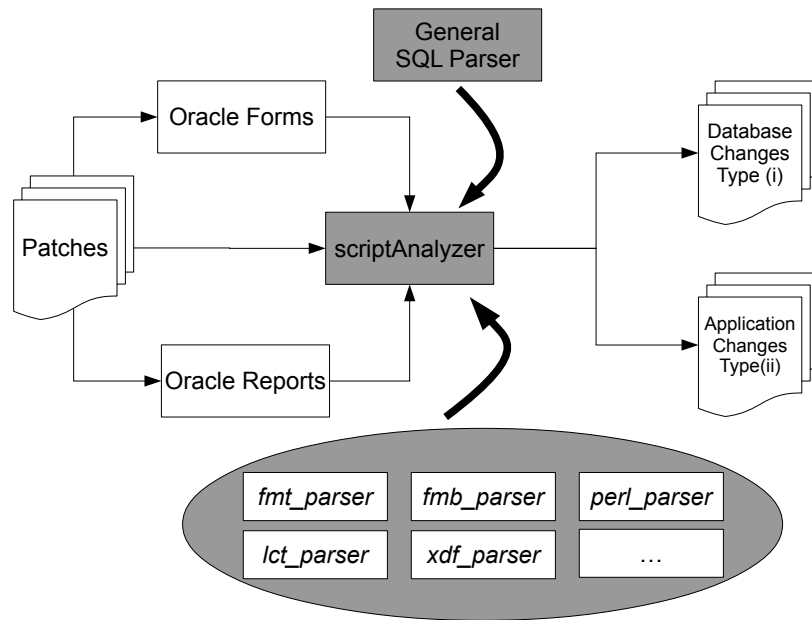 General
SQL Parser
Oracle Forms
Database
Changes
Type (i)
Patches
scriptAnalyzer
Application
Changes
Type(ii)
Oracle Reports
fmt_parser
fmb_parser
perl_parser
lct_parser
xdf_parser
...